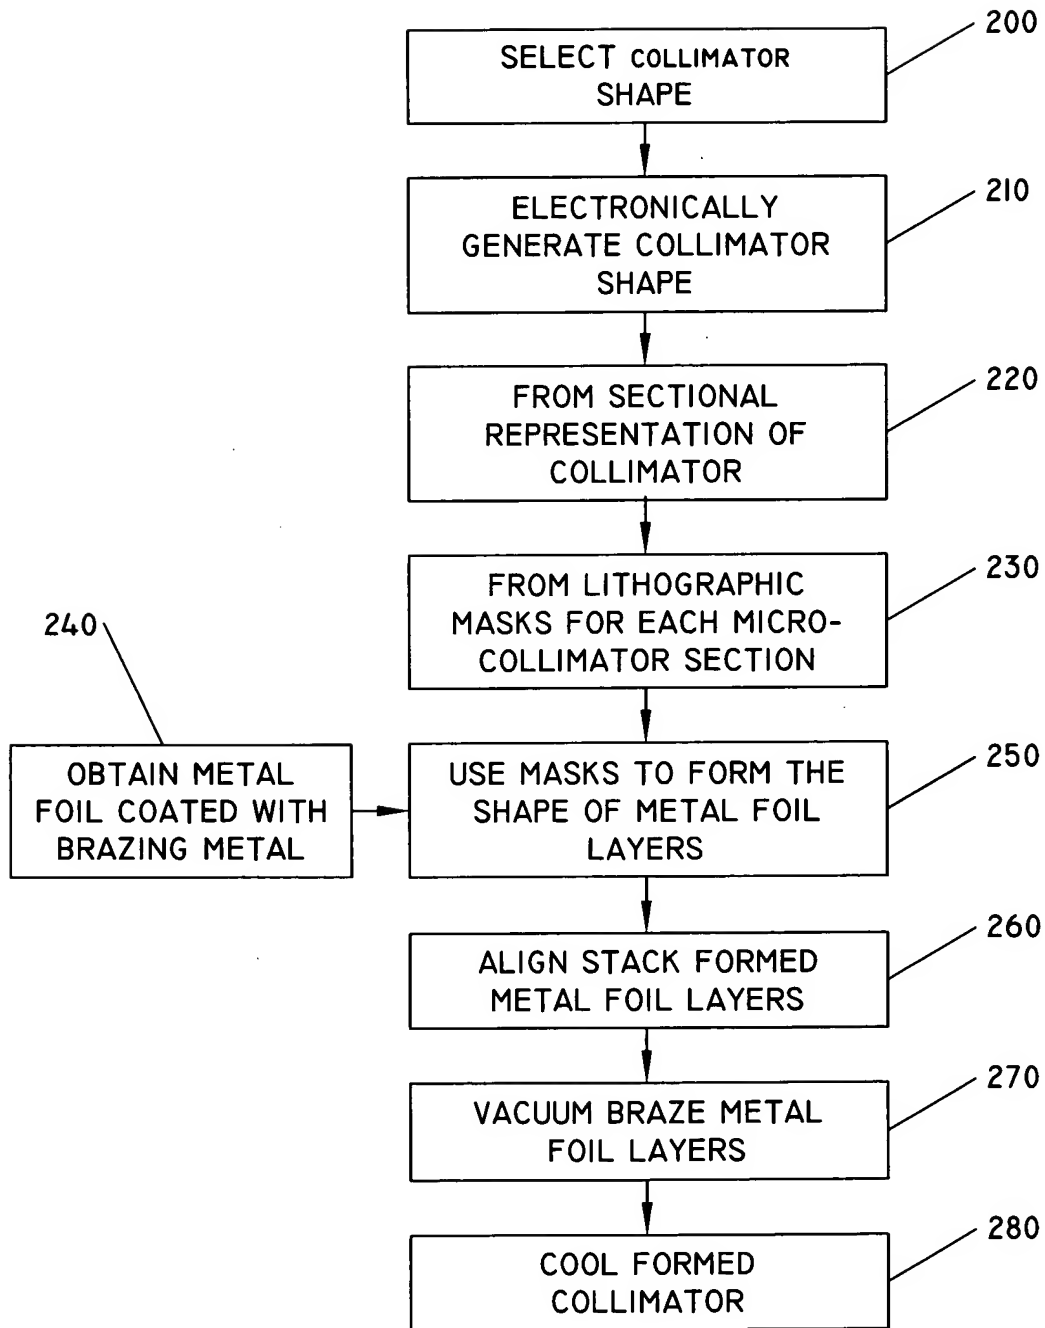 200
SELECT COLLIMATOR
SHAPE
210
ELECTRONICALLY
GENERATE COLLIMATOR
SHAPE
220
FROM SECTIONAL
REPRESENTATION OF
COLLIMATOR
230
FROM LITHOGRAPHIC
MASKS FOR EACH MICRO-
COLLIMATOR SECTION
240
OBTAIN METAL
FOIL COATED WITH
BRAZING METAL
250
USE MASKS TO FORM THE
SHAPE OF METAL FOIL
LAYERS
260
ALIGN STACK FORMED
METAL FOIL LAYERS
270
VACUUM BRAZE METAL
FOIL LAYERS
280
COOL FORMED
COLLIMATOR